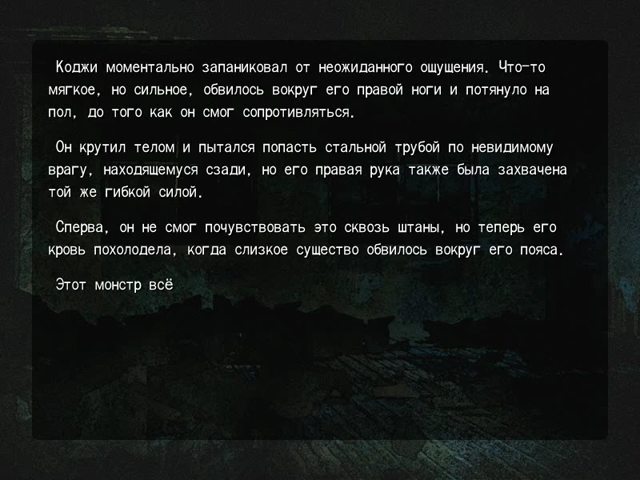 Коджи моментально запаниковал от неожиданного ощущения. Что-то
мягкое, но сильное, обвилось вокруг его правой ноги и потянуло на
пол, до того как он смог сопротивляться.
Он крутил телом и пытался попасть стальной трубой по невидимому
врагу, находящемуся сзади, но его правая рука также была захвачена
той же гибкой силой.
Сперва, он не смог почувствовать это сквозь штаны, но теперь его
кровь похолодела, когда слизкое существо обвилось вокруг его пояса.
Этот монстр всё